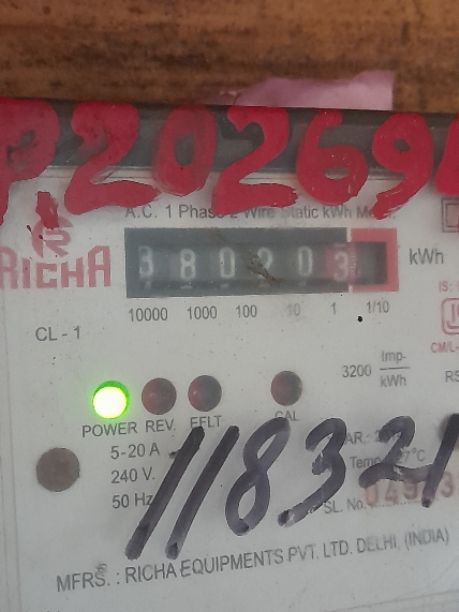 P20269
A.C. 1 Phase 2 Wire Static kWh Meter
RICHA
380203 kWh
10000 1000 100 10 1 1/10
CL-1
3200 Imp kWh
POWER REV. EFLT CAL
5-20 A
240 V.
50 Hz
118321
SL. No.
MFRS. : RICHA EQUIPMENTS PVT. LTD. DELHI, (INDIA)